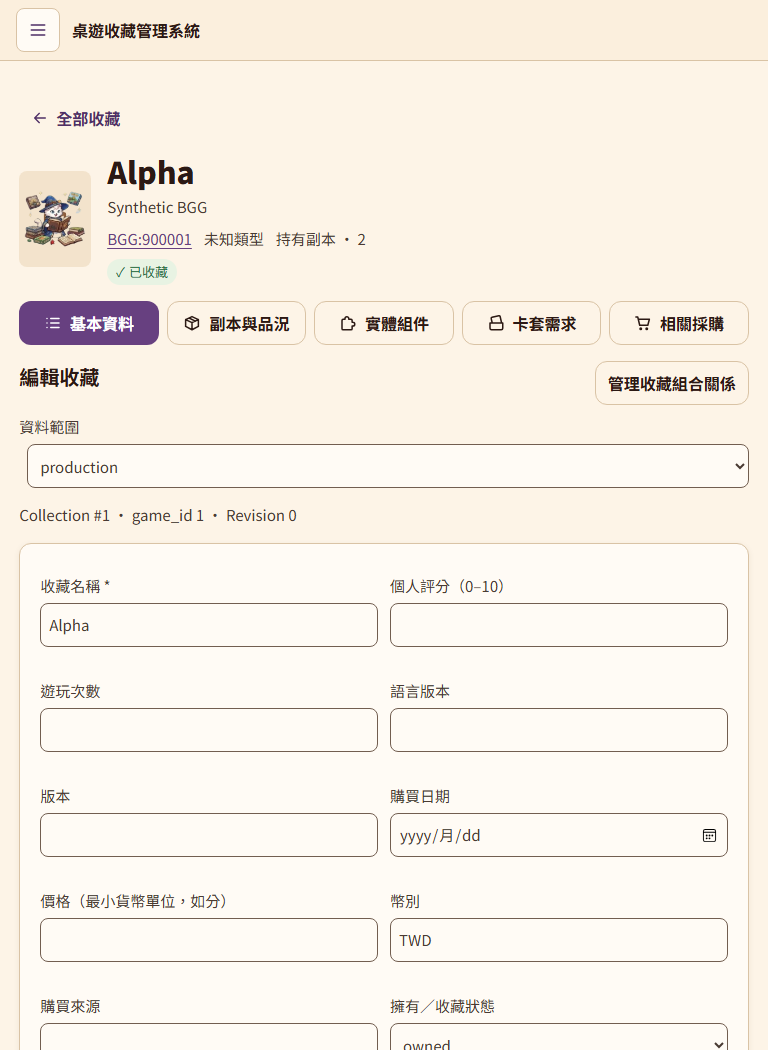 桌遊收藏管理系統
← 全部收藏
Alpha
Synthetic BGG
BGG:900001 未知類型 持有副本 · 2
✓ 已收藏
基本資料 副本與品況 實體組件 卡套需求 相關採購
編輯收藏 管理收藏組合關係
資料範圍
production
Collection #1 · game_id 1 · Revision 0
收藏名稱 * 個人評分（0–10）
Alpha
遊玩次數 語言版本
版本 購買日期
yyyy/月/dd
價格（最小貨幣單位，如分） 幣別
TWD
購買來源 擁有／收藏狀態
owned